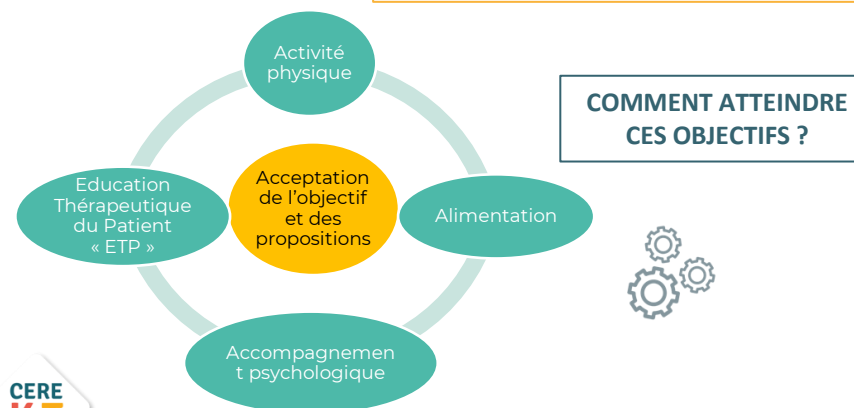 Activité
physique
COMMENT ATTEINDRE
CES OBJECTIFS ?
Education
Thérapeutique
du Patient
« ETP »
Acceptation
de l'objectif
et des
propositions
Alimentation
Accompagnemen
t psychologique
CERE